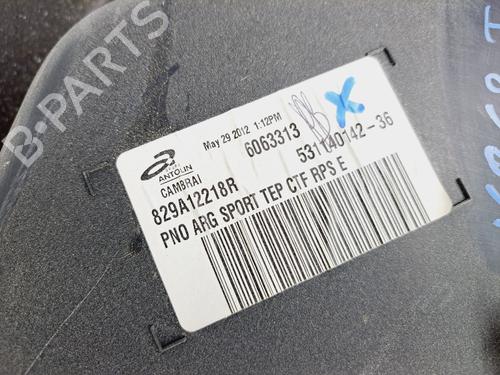 May 29 2012 1:12PM
ANTOLIN
CAMBRAI
6063313
829A12218R
531140142-36
PNO ARG SPORT TEP CTF RPS E
B-PARTS
X